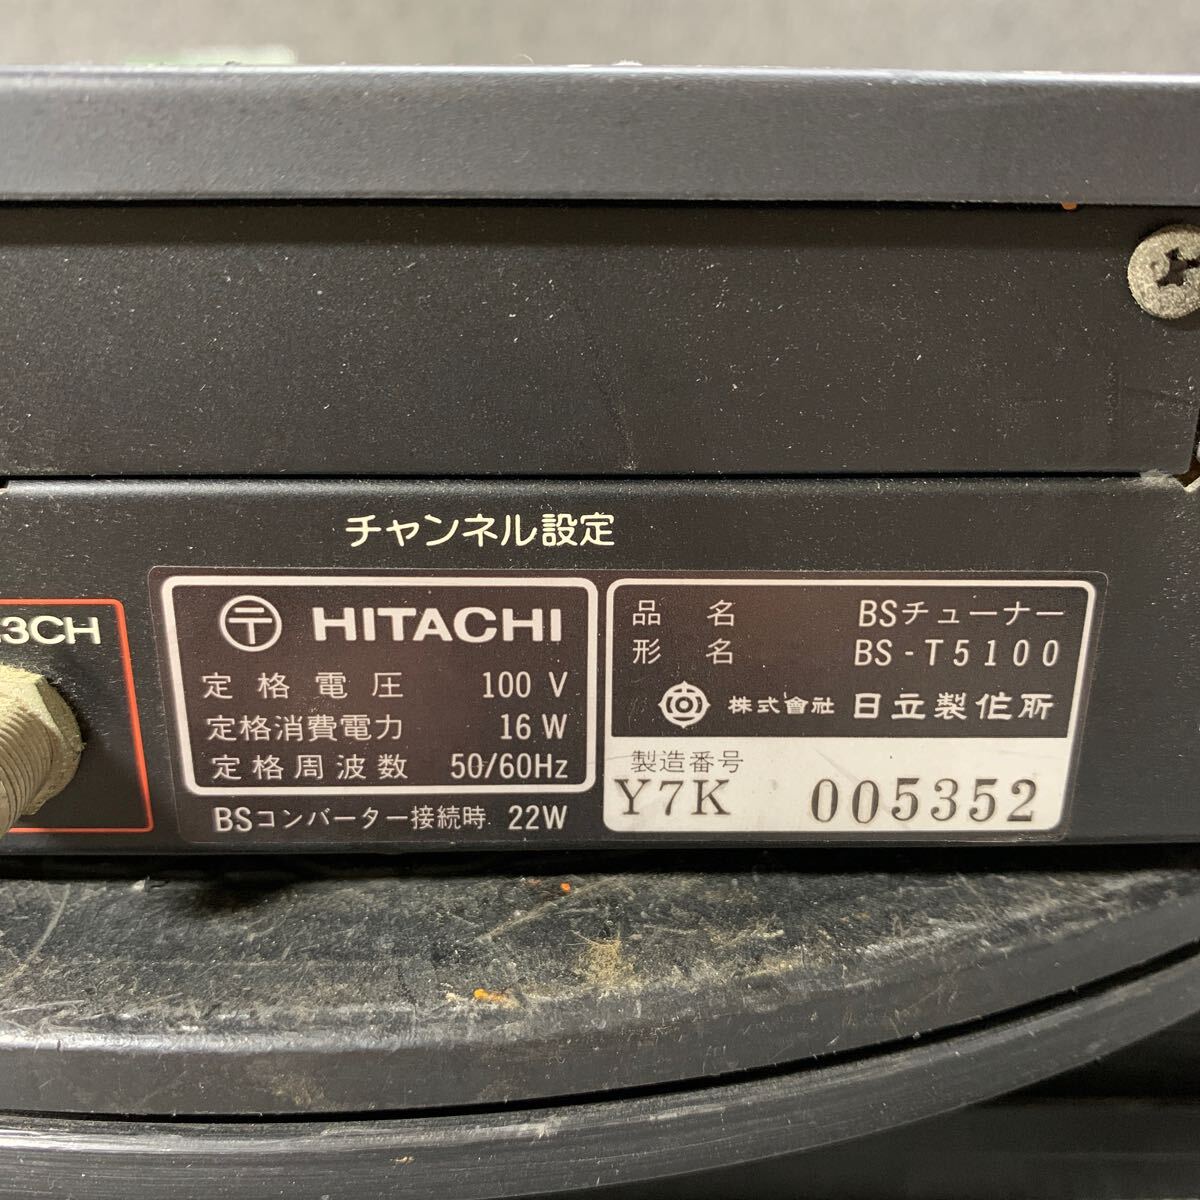 チャンネル設定
3CH
〒 HITACHI
定格電圧 100 V
定格消費電力 16 W
定格周波数 50/60Hz
BSコンバーター接続時 22W
品名 BSチューナー
形名 BS-T5100
株式會社 日立製作所
製造番号
Y7K 005352